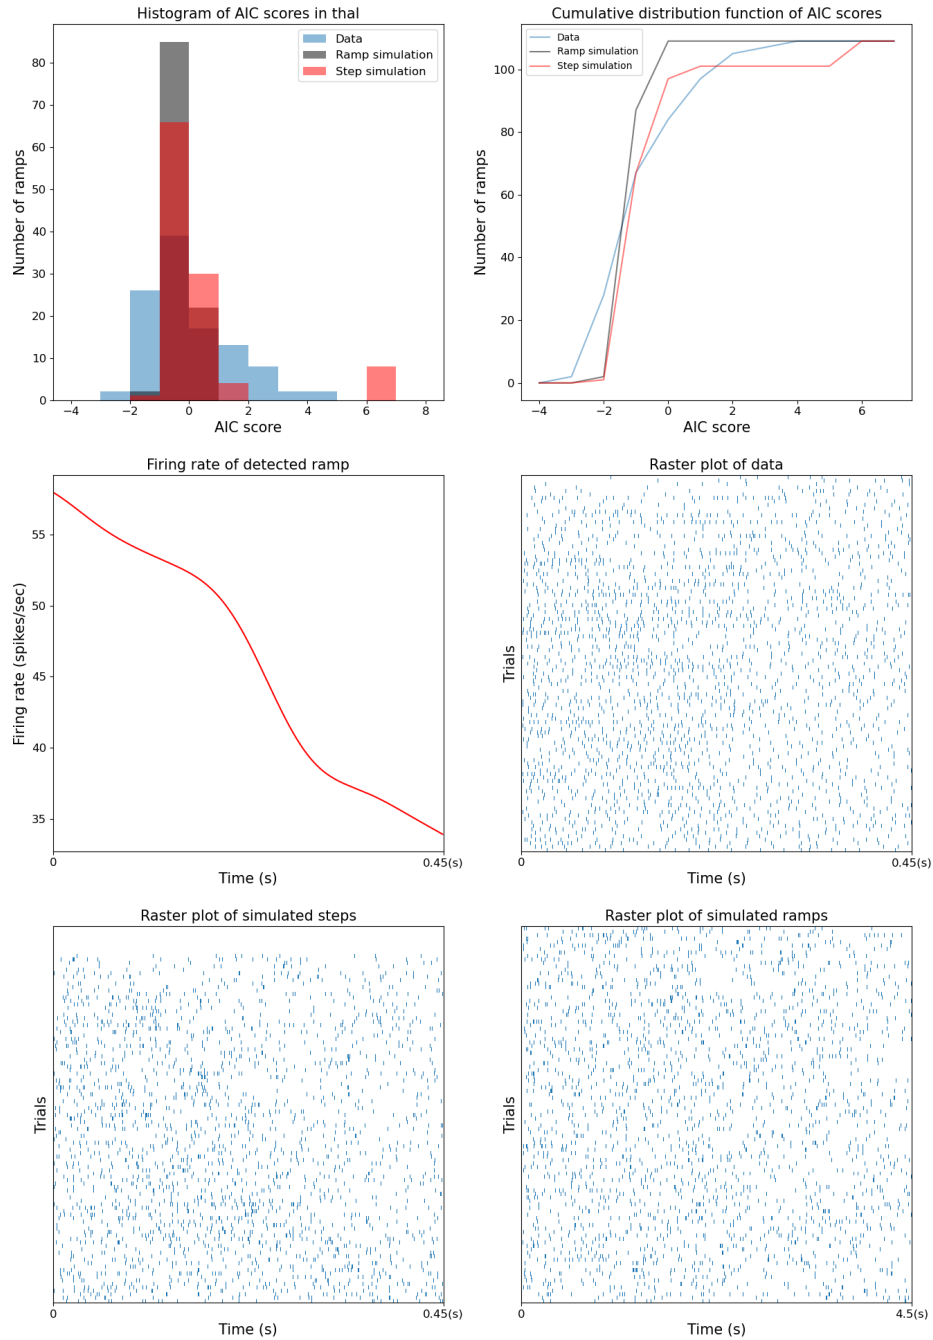 Histogram of AIC scores in thal
Data
Ramp simulation
Step simulation
Number of ramps
80
70
60
50
40
30
20
10
0
−4
−2
0
2
4
6
8
AIC score
Cumulative distribution function of AIC scores
Data
Ramp simulation
Step simulation
Number of ramps
100
80
60
40
20
0
−4
−2
0
2
4
6
AIC score
Firing rate of detected ramp
Firing rate (spikes/sec)
55
50
45
40
35
0
0.45(s)
Time (s)
Raster plot of data
Trials
0
0.45(s)
Time (s)
Raster plot of simulated steps
Trials
0
0.45(s)
Time (s)
Raster plot of simulated ramps
Trials
0
4.5(s)
Time (s)